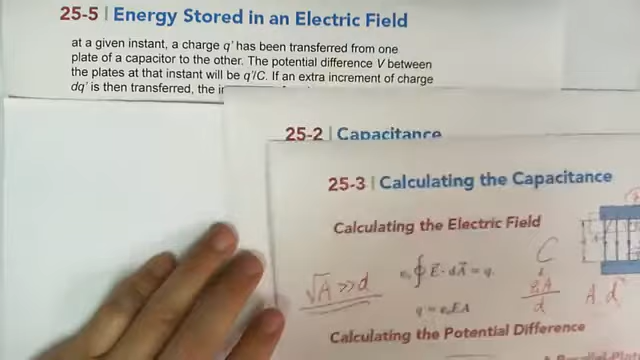 25-5 | Energy Stored in an Electric Field
at a given instant, a charge q′ has been transferred from one
plate of a capacitor to the other. The potential difference V between
the plates at that instant will be q′/C. If an extra increment of charge
dq′ is then transferred, the
25-2 | Capacitance
25-3 | Calculating the Capacitance
Calculating the Electric Field
ε₀ ∮ E⃗ · dA⃗ = q.
√A >> d
q = ε₀EA
C
ε₀A
d
A.d
Calculating the Potential Difference